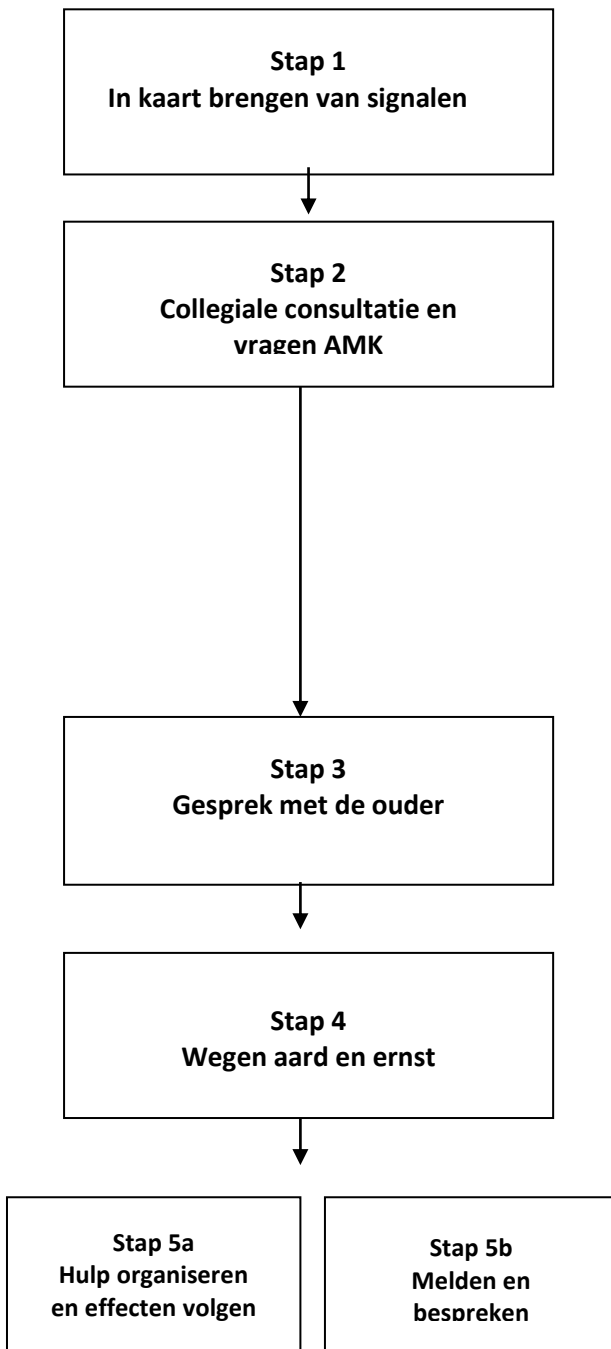 Stap 1
In kaart brengen van signalen
Stap 2
Collegiale consultatie en
vragen AMK
Stap 3
Gesprek met de ouder
Stap 4
Wegen aard en ernst
Stap 5a
Hulp organiseren
en effecten volgen
Stap 5b
Melden en
bespreken